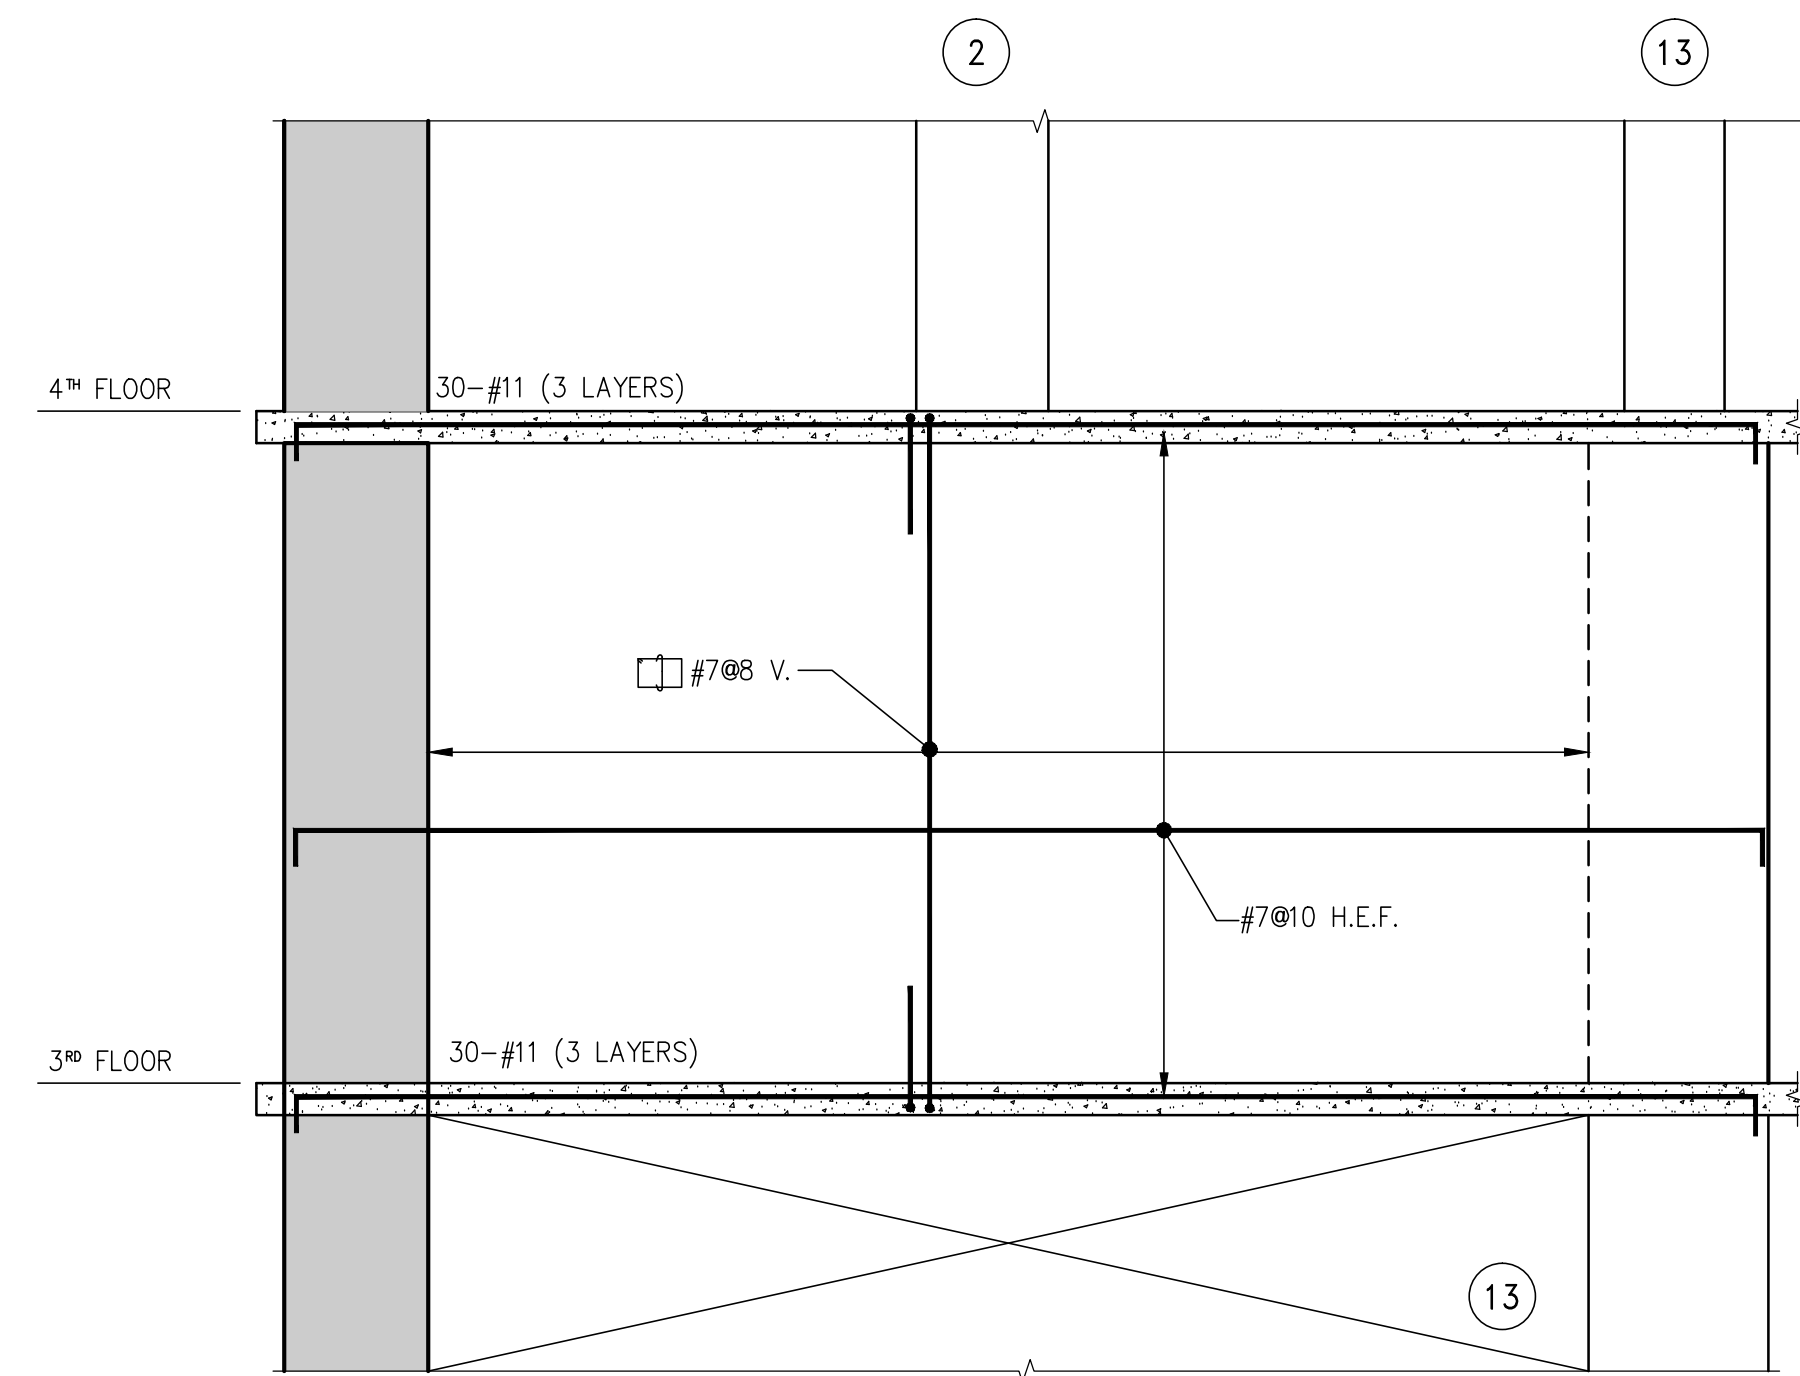 2
13
4TH FLOOR
30-#11 (3 LAYERS)
#7@8 V.
#7@10 H.E.F.
3RD FLOOR
30-#11 (3 LAYERS)
13